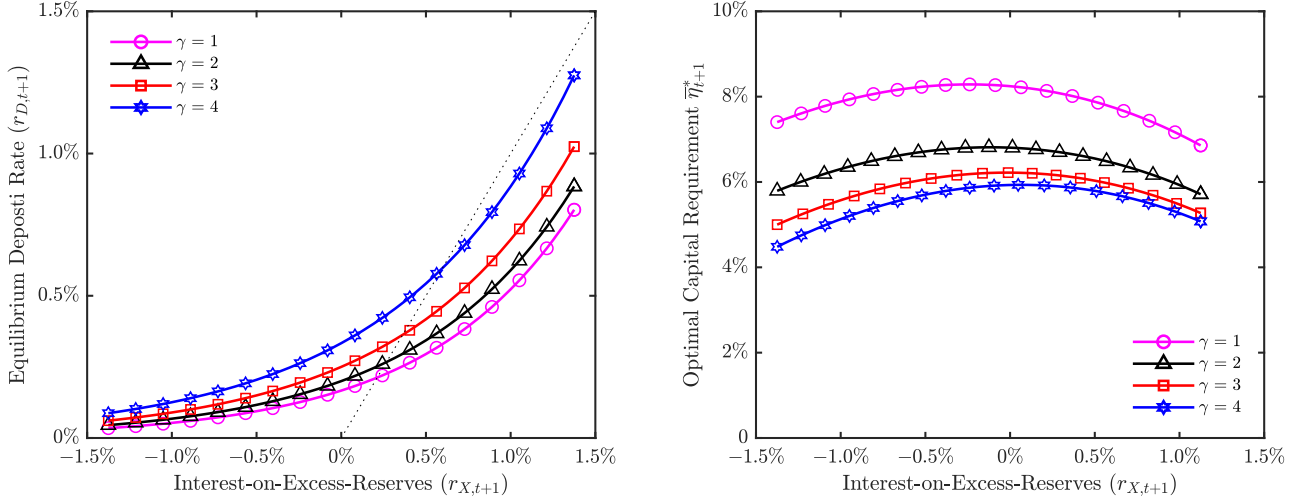 Equilibrium Deposti Rate (r_{D,t+1})
1.5%
1.0%
0.5%
0%
γ = 1
γ = 2
γ = 3
γ = 4
−1.5% −1.0% −0.5% 0% 0.5% 1.0% 1.5%
Interest-on-Excess-Reserves (r_{X,t+1})
Optimal Capital Requirement η̅*_{t+1}
10%
8%
6%
4%
2%
0
γ = 1
γ = 2
γ = 3
γ = 4
−1.5% −1.0% −0.5% 0% 0.5% 1.0% 1.5%
Interest-on-Excess-Reserves (r_{X,t+1})